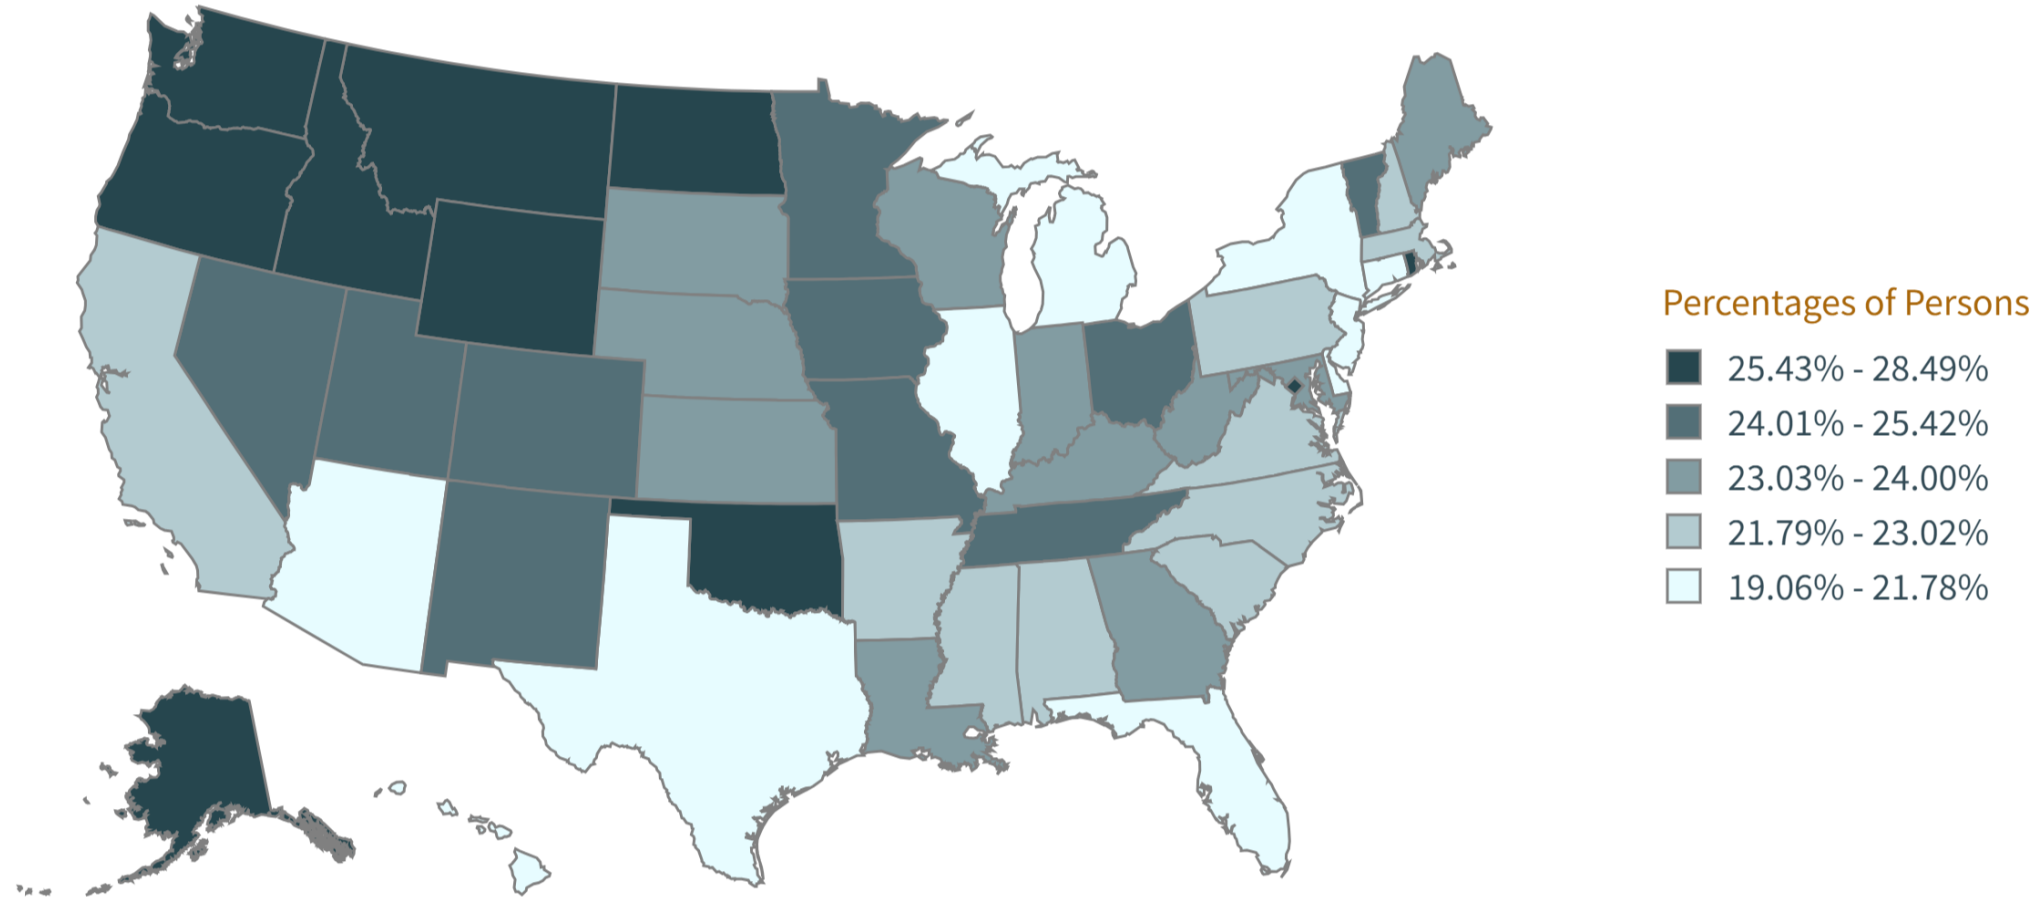 Percentages of Persons
25.43% - 28.49%
24.01% - 25.42%
23.03% - 24.00%
21.79% - 23.02%
19.06% - 21.78%